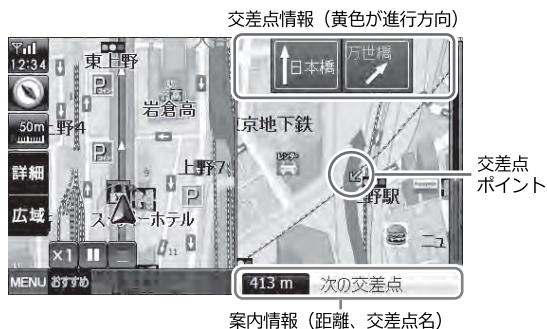 交差点情報（黄色が進行方向）
12:34
東上野
日本橋
万世橋
岩倉高
50m
上野4
京地下鉄
詳細
上野7
P
野駅
交差点
ポイント
広域
ホテル
ニュ
×1
11
MENU
おすすめ
413 m 次の交差点
案内情報（距離、交差点名）